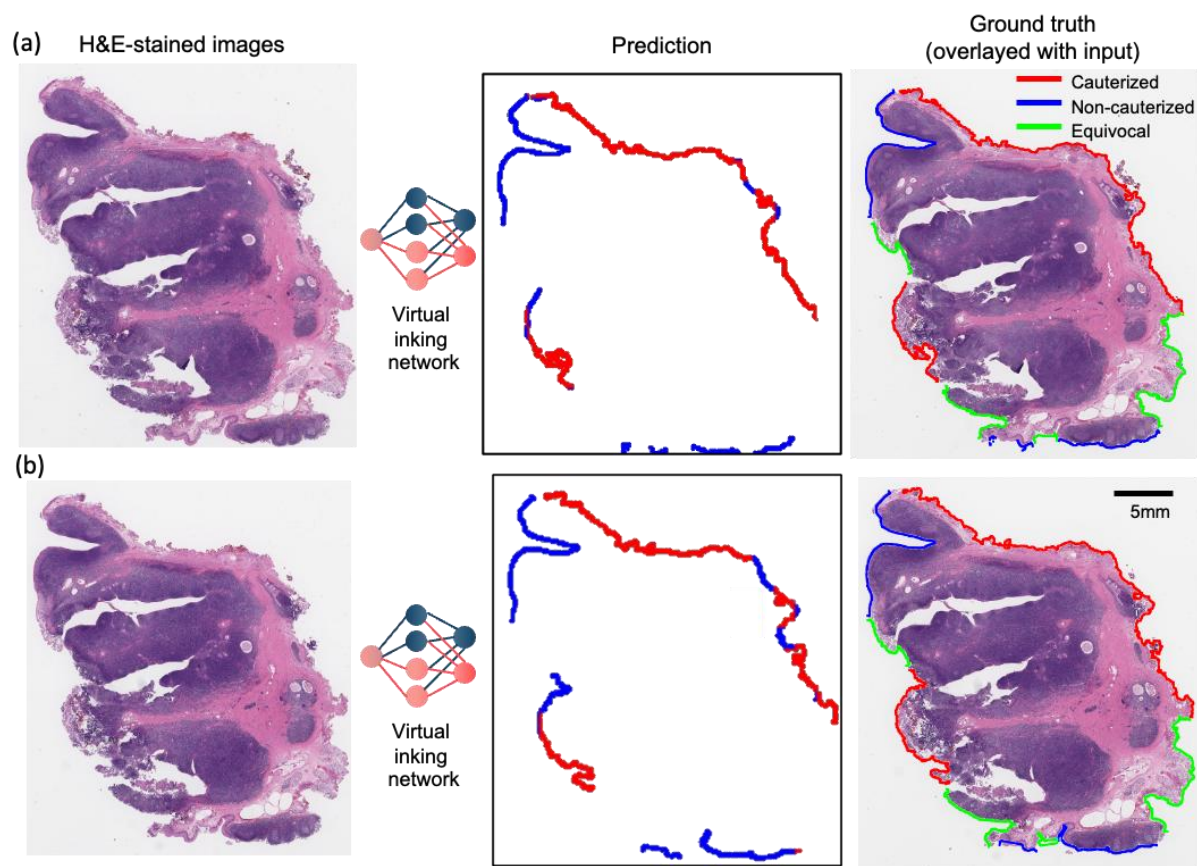 (a)
H&E-stained images
Prediction
Ground truth
(overlayed with input)
Cauterized
Non-cauterized
Equivocal
Virtual
inking
network
(b)
5mm
Virtual
inking
network